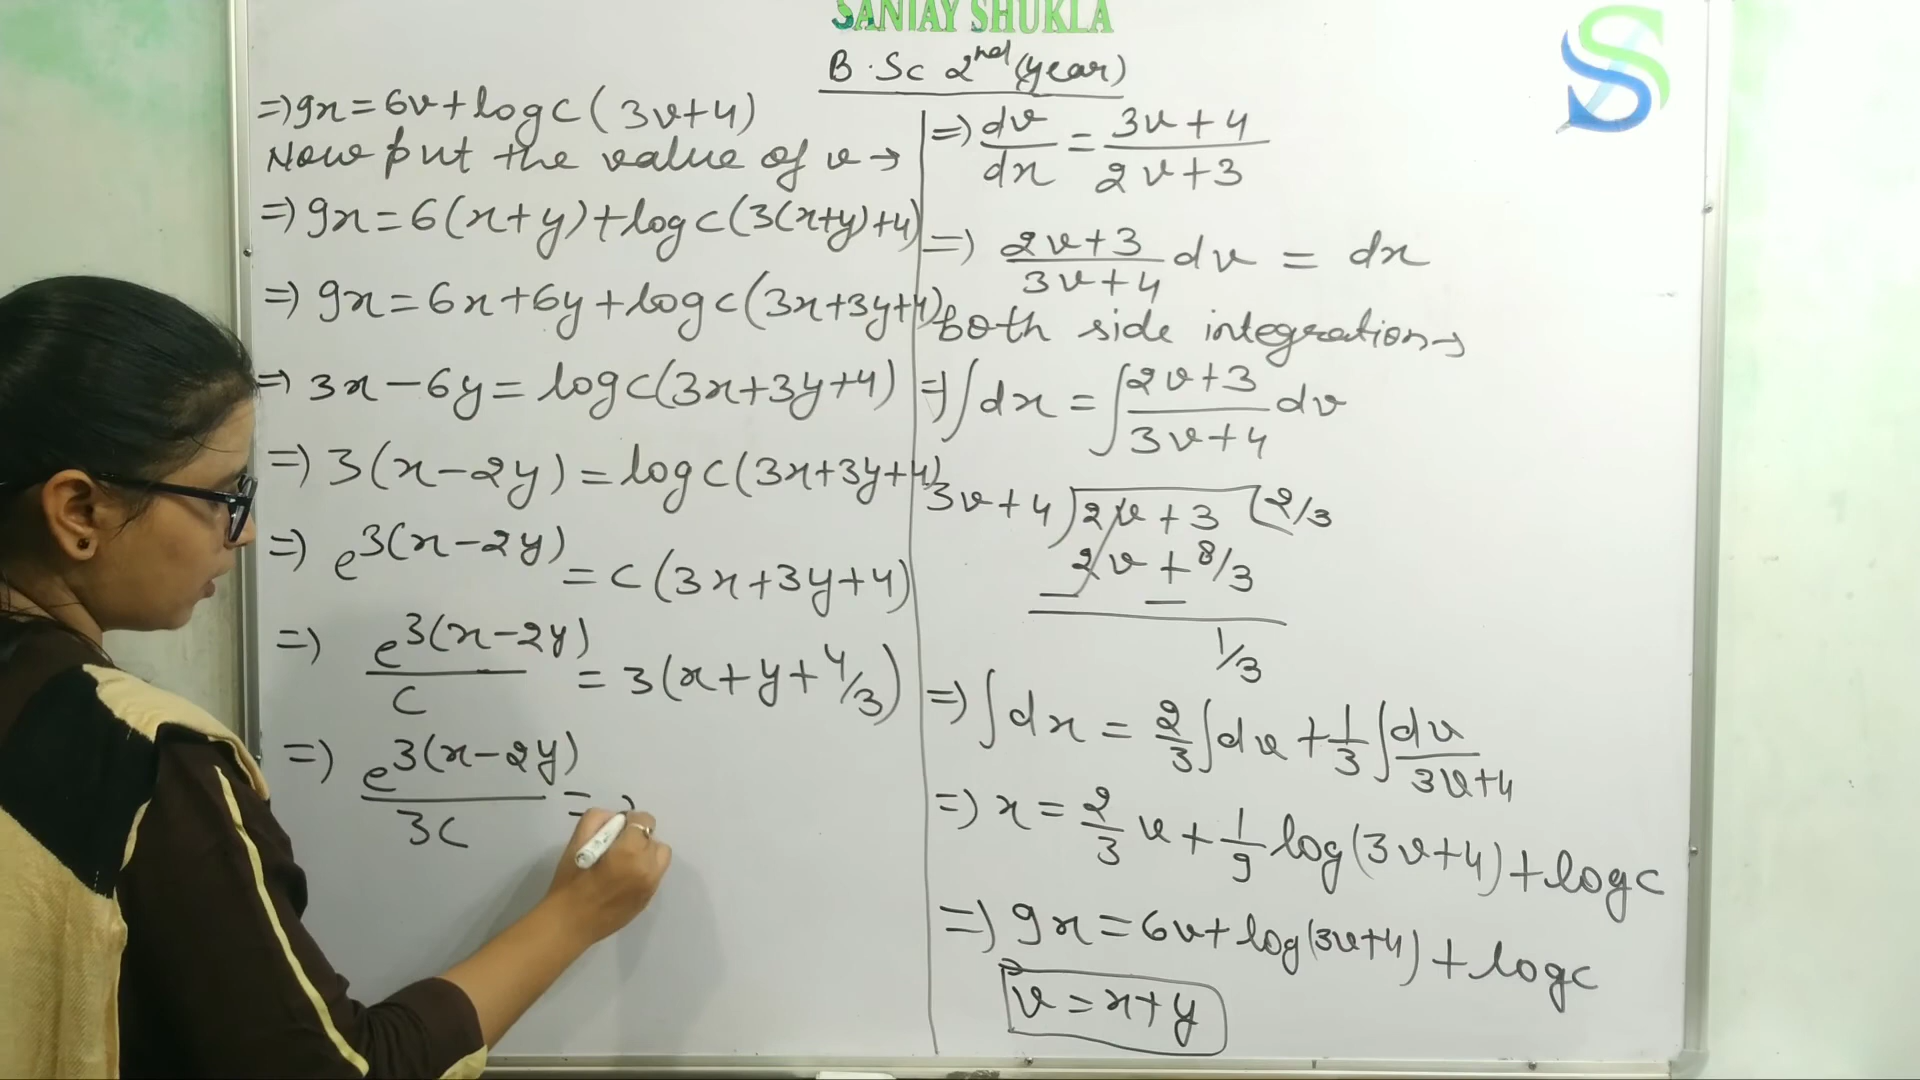 SANJAY SHUKLA
B.Sc 2nd (year)
⇒ 9x = 6v + log c (3v+4)
Now put the value of v →
⇒ 9x = 6(x+y) + log c (3(x+y)+4)
⇒ 9x = 6x+6y + log c (3x+3y+4)
⇒ 3x - 6y = log c (3x+3y+4)
⇒ 3(x-2y) = log c (3x+3y+4)
⇒ e^3(x-2y) = c (3x+3y+4)
⇒ e^3(x-2y)/c = 3(x+y+4/3)
⇒ e^3(x-2y)/3c =
⇒ dv/dx = 3v+4/2v+3
⇒ 2v+3/3v+4 dv = dx
both side integration →
⇒ ∫dx = ∫2v+3/3v+4 dv
3v+4 ) 2v+3 ( 2/3
2v + 8/3
— —
1/3
⇒ ∫dx = 2/3 ∫dv + 1/3 ∫dv/3v+4
⇒ x = 2/3 v + 1/9 log(3v+4) + log c
⇒ 9x = 6v + log(3v+4) + log c
v = x+y